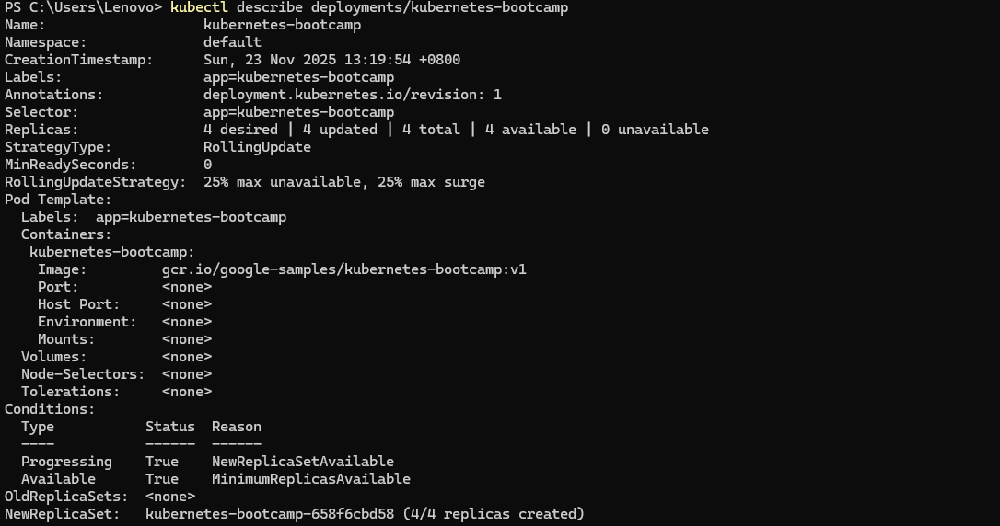 PS C:\Users\Lenovo> kubectl describe deployments/kubernetes-bootcamp
Name:                   kubernetes-bootcamp
Namespace:              default
CreationTimestamp:      Sun, 23 Nov 2025 13:19:54 +0800
Labels:                 app=kubernetes-bootcamp
Annotations:            deployment.kubernetes.io/revision: 1
Selector:               app=kubernetes-bootcamp
Replicas:               4 desired | 4 updated | 4 total | 4 available | 0 unavailable
StrategyType:           RollingUpdate
MinReadySeconds:        0
RollingUpdateStrategy:  25% max unavailable, 25% max surge
Pod Template:
  Labels:  app=kubernetes-bootcamp
  Containers:
   kubernetes-bootcamp:
    Image:         gcr.io/google-samples/kubernetes-bootcamp:v1
    Port:          <none>
    Host Port:     <none>
    Environment:   <none>
    Mounts:        <none>
  Volumes:         <none>
  Node-Selectors:  <none>
  Tolerations:     <none>
Conditions:
  Type           Status  Reason
  ----           ------  ------
  Progressing    True    NewReplicaSetAvailable
  Available      True    MinimumReplicasAvailable
OldReplicaSets:  <none>
NewReplicaSet:   kubernetes-bootcamp-658f6cbd58 (4/4 replicas created)